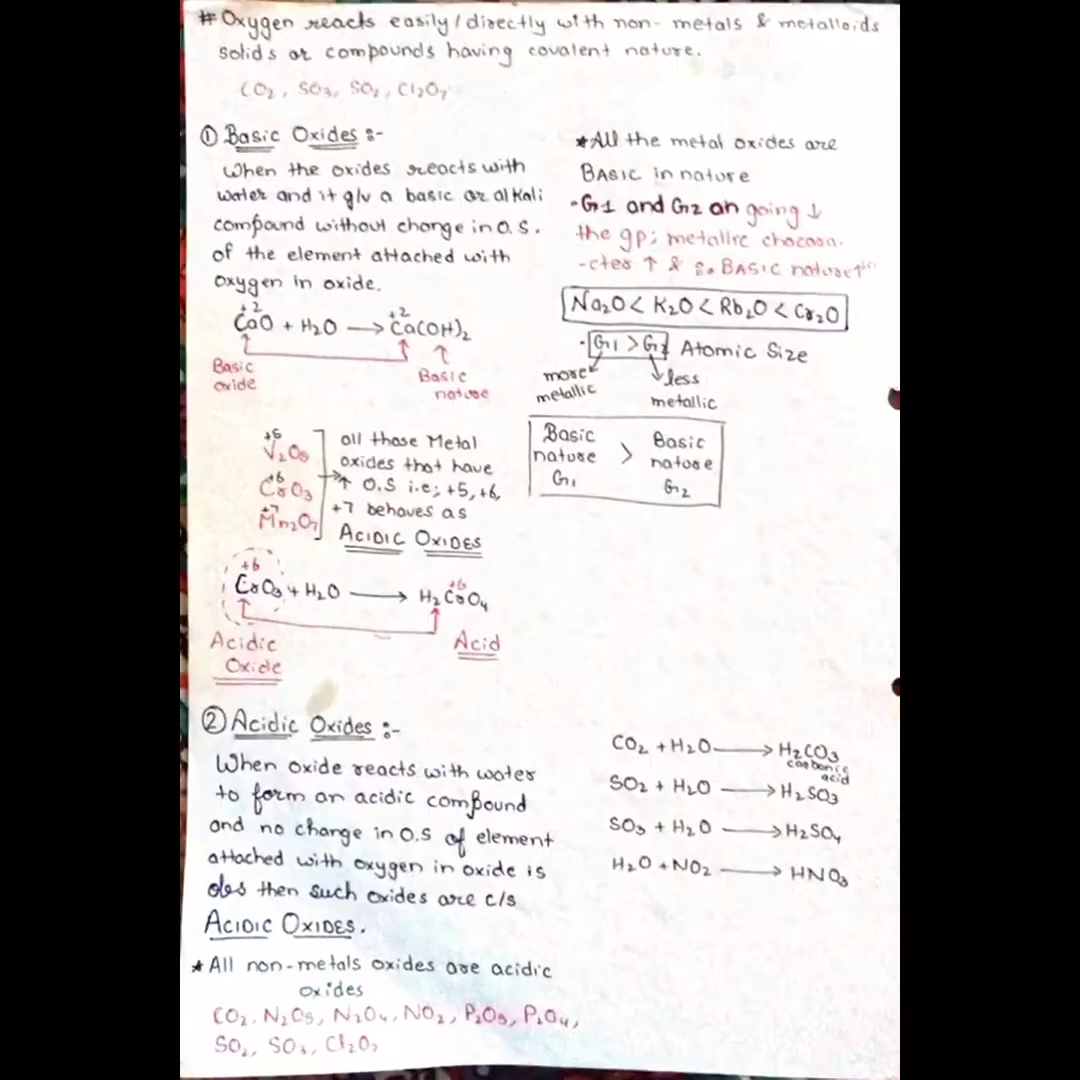 # Oxygen reacts easily/directly with non-metals & metalloids
solids or compounds having covalent nature.
CO2, SO3, SO2, Cl2O7
① Basic Oxides :-
When the oxides reacts with
water and it giv a basic or alkali
compound without change in O.S.
of the element attached with
oxygen in oxide.
+2 +2
CaO + H2O → Ca(OH)2
Basic
oxide
Basic
nature
+5
V2O5
+6
CrO3
+7
Mn2O7
all those Metal
oxides that have
↑ O.S i.e; +5, +6,
+7 behaves as
ACIDIC OXIDES
+6 +6
CrO3 + H2O → H2CrO4
Acidic
Oxide
Acid
* All the metal oxides are
BASIC in nature
- G1 and G2 on going ↓
the gp; metallic charara-
-cter ↑ & so BASIC nature↑
Na2O < K2O < Rb2O < Cr2O
· G1 > G2 Atomic Size
more
metallic
less
metallic
Basic
nature
G1
>
Basic
nature
G2
② Acidic Oxides :-
When oxide reacts with water
to form an acidic compound
and no change in O.S of element
attached with oxygen in oxide is
obs then such oxides are c/s
ACIDIC OXIDES.
* All non-metals oxides are acidic
oxides
CO2, N2O5, N2O4, NO2, P2O5, P2O4,
SO2, SO3, Cl2O7
CO2 + H2O → H2CO3
carbonic
acid
SO2 + H2O → H2SO3
SO3 + H2O → H2SO4
H2O + NO2 → HNO3